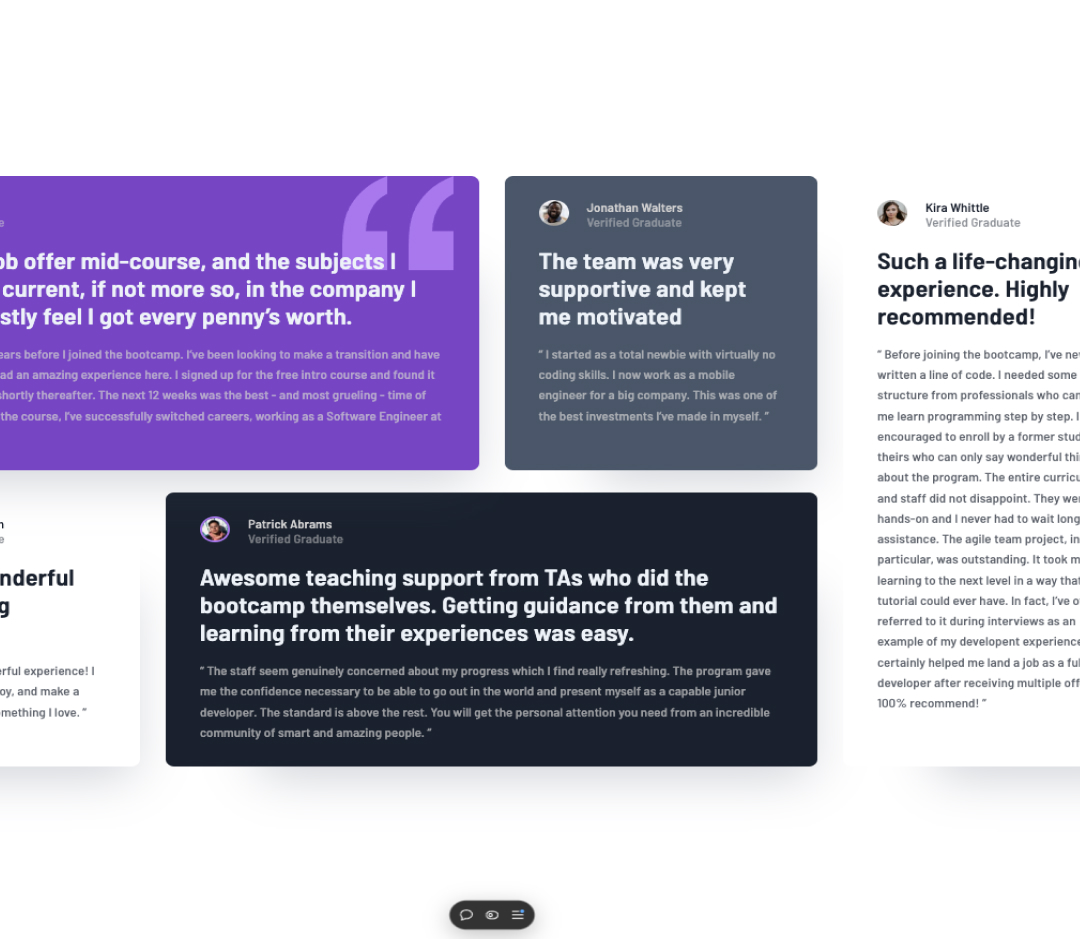 e
ob offer mid-course, and the subjects I
current, if not more so, in the company I
stly feel I got every penny’s worth.
ears before I joined the bootcamp. I’ve been looking to make a transition and have
ad an amazing experience here. I signed up for the free intro course and found it
shortly thereafter. The next 12 weeks was the best - and most grueling - time of
the course, I’ve successfully switched careers, working as a Software Engineer at
Jonathan Walters
Verified Graduate
The team was very
supportive and kept
me motivated
“ I started as a total newbie with virtually no
coding skills. I now work as a mobile
engineer for a big company. This was one of
the best investments I’ve made in myself. ”
n
e
nderful
g
erful experience! I
oy, and make a
mething I love. ”
Patrick Abrams
Verified Graduate
Awesome teaching support from TAs who did the
bootcamp themselves. Getting guidance from them and
learning from their experiences was easy.
“ The staff seem genuinely concerned about my progress which I find really refreshing. The program gave
me the confidence necessary to be able to go out in the world and present myself as a capable junior
developer. The standard is above the rest. You will get the personal attention you need from an incredible
community of smart and amazing people. ”
Kira Whittle
Verified Graduate
Such a life-changing
experience. Highly
recommended!
“ Before joining the bootcamp, I’ve nev
written a line of code. I needed some
structure from professionals who can
me learn programming step by step. I
encouraged to enroll by a former stud
theirs who can only say wonderful thi
about the program. The entire curricu
and staff did not disappoint. They wer
hands-on and I never had to wait long
assistance. The agile team project, in
particular, was outstanding. It took m
learning to the next level in a way that
tutorial could ever have. In fact, I’ve o
referred to it during interviews as an
example of my developent experience
certainly helped me land a job as a ful
developer after receiving multiple off
100% recommend! ”